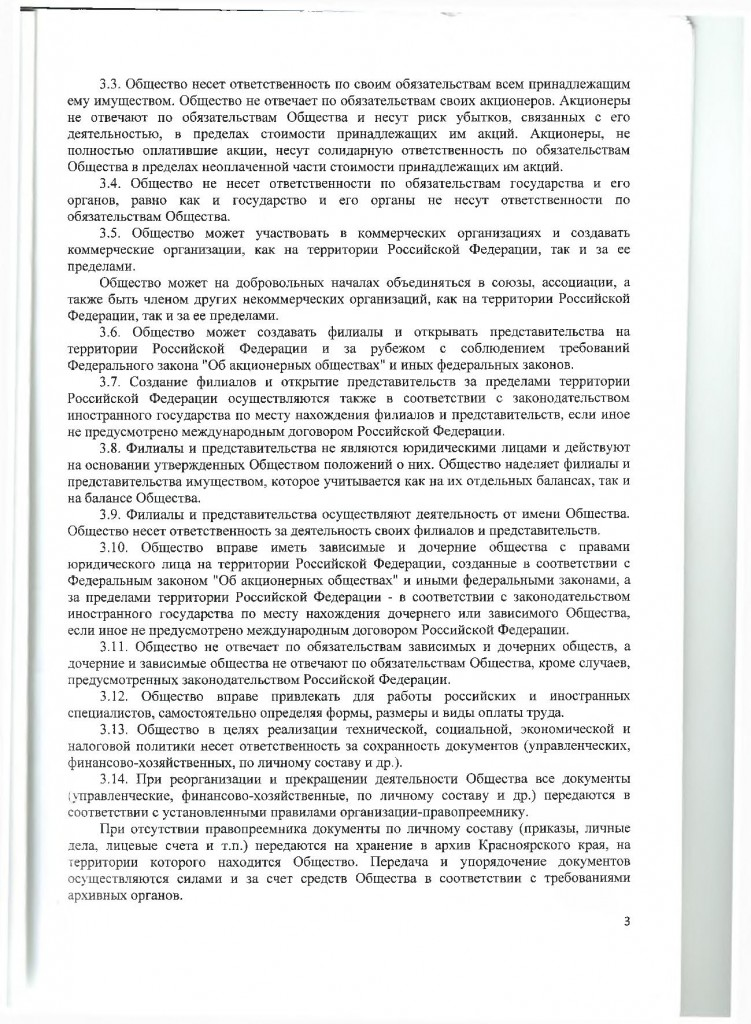 3.3. Общество несет ответственность по своим обязательствам всем принадлежащим
ему имуществом. Общество не отвечает по обязательствам своих акционеров. Акционеры
не отвечают по обязательствам Общества и несут риск убытков, связанных с его
деятельностью, в пределах стоимости принадлежащих им акций. Акционеры, не
полностью оплатившие акции, несут солидарную ответственность по обязательствам
Общества в пределах неоплаченной части стоимости принадлежащих им акций.
3.4. Общество не несет ответственности по обязательствам государства и его
органов, равно как и государство и его органы не несут ответственности по
обязательствам Общества.
3.5. Общество может участвовать в коммерческих организациях и создавать
коммерческие организации, как на территории Российской Федерации, так и за ее
пределами.
Общество может на добровольных началах объединяться в союзы, ассоциации, а
также быть членом других некоммерческих организаций, как на территории Российской
Федерации, так и за ее пределами.
3.6. Общество может создавать филиалы и открывать представительства на
территории Российской Федерации и за рубежом с соблюдением требований
Федерального закона "Об акционерных обществах" и иных федеральных законов.
3.7. Создание филиалов и открытие представительств за пределами территории
Российской Федерации осуществляются также в соответствии с законодательством
иностранного государства по месту нахождения филиалов и представительств, если иное
не предусмотрено международным договором Российской Федерации.
3.8. Филиалы и представительства не являются юридическими лицами и действуют
на основании утвержденных Обществом положений о них. Общество наделяет филиалы и
представительства имуществом, которое учитывается как на их отдельных балансах, так и
на балансе Общества.
3.9. Филиалы и представительства осуществляют деятельность от имени Общества.
Общество несет ответственность за деятельность своих филиалов и представительств.
3.10. Общество вправе иметь зависимые и дочерние общества с правами
юридического лица на территории Российской Федерации, созданные в соответствии с
Федеральным законом "Об акционерных обществах" и иными федеральными законами, а
за пределами территории Российской Федерации - в соответствии с законодательством
иностранного государства по месту нахождения дочернего или зависимого Общества,
если иное не предусмотрено международным договором Российской Федерации.
3.11. Общество не отвечает по обязательствам зависимых и дочерних обществ, а
дочерние и зависимые общества не отвечают по обязательствам Общества, кроме случаев,
предусмотренных законодательством Российской Федерации.
3.12. Общество вправе привлекать для работы российских и иностранных
специалистов, самостоятельно определяя формы, размеры и виды оплаты труда.
3.13. Общество в целях реализации технической, социальной, экономической и
налоговой политики несет ответственность за сохранность документов (управленческих,
финансово-хозяйственных, по личному составу и др.).
3.14. При реорганизации и прекращении деятельности Общества все документы
(управленческие, финансово-хозяйственные, по личному составу и др.) передаются в
соответствии с установленными правилами организации-правопреемнику.
При отсутствии правопреемника документы по личному составу (приказы, личные
дела, лицевые счета и т.п.) передаются на хранение в архив Красноярского края, на
территории которого находится Общество. Передача и упорядочение документов
осуществляются силами и за счет средств Общества в соответствии с требованиями
архивных органов.
3